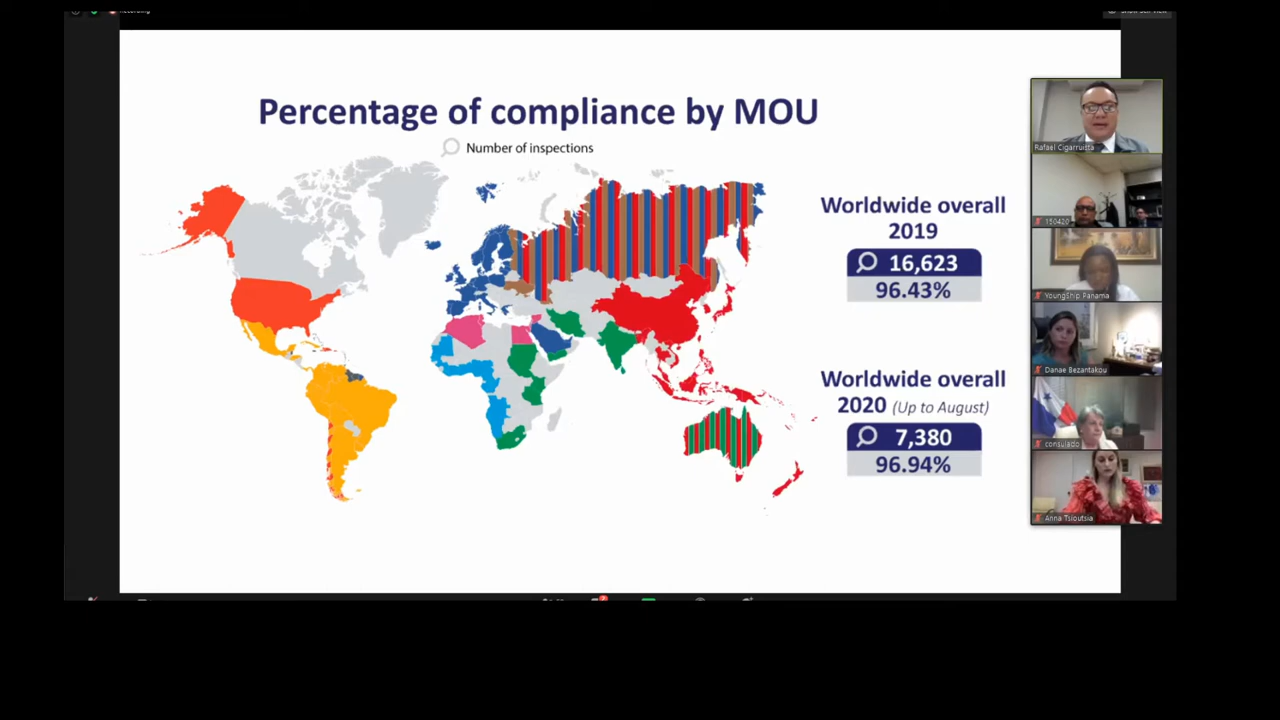 Percentage of compliance by MOU
Number of inspections
Worldwide overall
2019
16,623
96.43%
Worldwide overall
2020 (Up to August)
7,380
96.94%
Rafael Cigarruista
150420
YoungShip Panama
Danae Bezantakou
consulado
Anna Tsioutsia